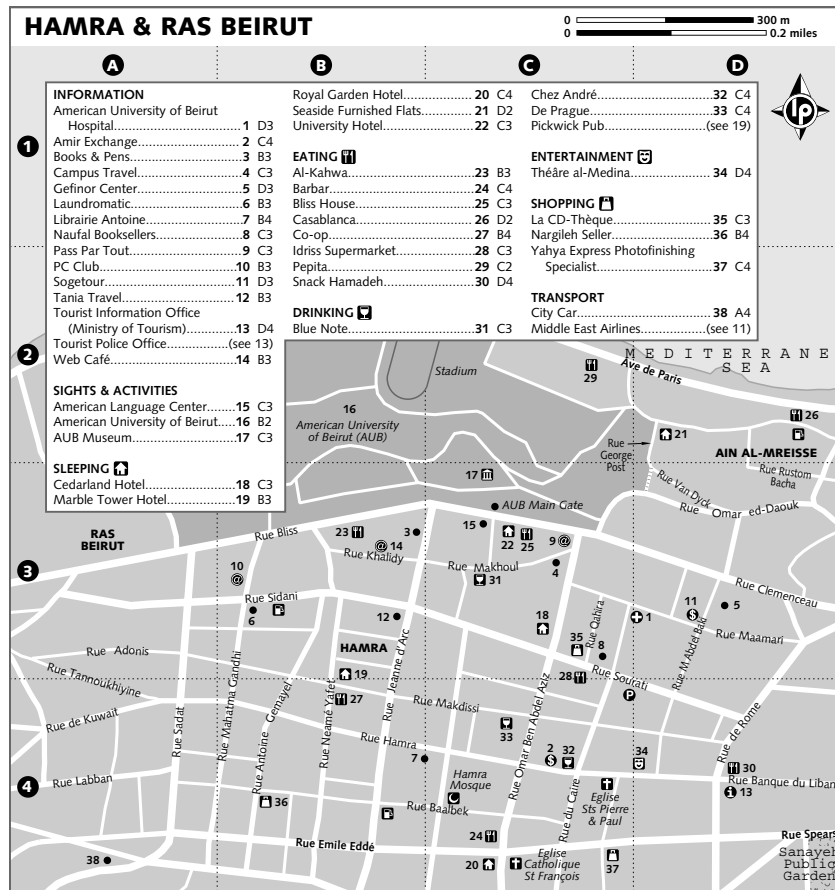 HAMRA & RAS BEIRUT
0 300 m
0 0.2 miles
A B C D
1
2
3
4
INFORMATION
American University of Beirut
Hospital.....1 D3
Amir Exchange.....2 C4
Books & Pens.....3 B3
Campus Travel.....4 C3
Gefinor Center.....5 D3
Laundromatic.....6 B3
Librairie Antoine.....7 B4
Naufal Booksellers.....8 C3
Pass Par Tout.....9 C3
PC Club.....10 B3
Sogetour.....11 D3
Tania Travel.....12 B3
Tourist Information Office
(Ministry of Tourism).....13 D4
Tourist Police Office.....(see 13)
Web Café.....14 B3
SIGHTS & ACTIVITIES
American Language Center.....15 C3
American University of Beirut.....16 B2
AUB Museum.....17 C3
SLEEPING
Cedarland Hotel.....18 C3
Marble Tower Hotel.....19 B3
Royal Garden Hotel.....20 C4
Seaside Furnished Flats.....21 D2
University Hotel.....22 C3
EATING
Al-Kahwa.....23 B3
Barbar.....24 C4
Bliss House.....25 C3
Casablanca.....26 D2
Co-op.....27 B4
Idriss Supermarket.....28 C3
Pepita.....29 C2
Snack Hamadeh.....30 D4
DRINKING
Blue Note.....31 C3
Chez André.....32 C4
De Prague.....33 C4
Pickwick Pub.....(see 19)
ENTERTAINMENT
Théâre al-Medina.....34 D4
SHOPPING
La CD-Thèque.....35 C3
Nargileh Seller.....36 B4
Yahya Express Photofinishing
Specialist.....37 C4
TRANSPORT
City Car.....38 A4
Middle East Airlines.....(see 11)
lp
MEDITERRANE
SEA
Ave de Paris
Stadium
29
16
American University
of Beirut (AUB)
26
21
Rue
George
Post
AIN AL-MREISSE
Rue Rustom
Bacha
Rue Van Dyck
17
AUB Main Gate
Rue Omar ed-Daouk
RAS
BEIRUT
Rue Bliss
23
3
14
15
22
25
9
Rue Khalidy
10
Rue Makhoul
31
4
Rue Clemenceau
Rue Sidani
6
12
18
Rue Qahira
1
11
5
Rue Maamari
Rue M Abdel Baki
HAMRA
35
8
Rue Adonis
Rue Tannoukhiyine
19
27
28
Rue Sourati
P
Rue Jeanne d'Arc
Rue Makdissi
Rue Mahatma Gandhi
Rue Antoine Gemayel
Rue Neamé Yafet
Rue Omar Ben Abdel Aziz
Rue de Rome
Rue de Kuwait
Rue Sadat
Rue Hamra
33
7
2
32
34
30
Rue Banque du Liban
13
Rue Labban
Hamra
Mosque
36
Rue Baalbek
Rue du Caire
Eglise
Sts Pierre
& Paul
Rue Emile Eddé
24
Rue Spears
38
20
Eglise
Catholique
St François
37
Sanayeh
Public
Garden